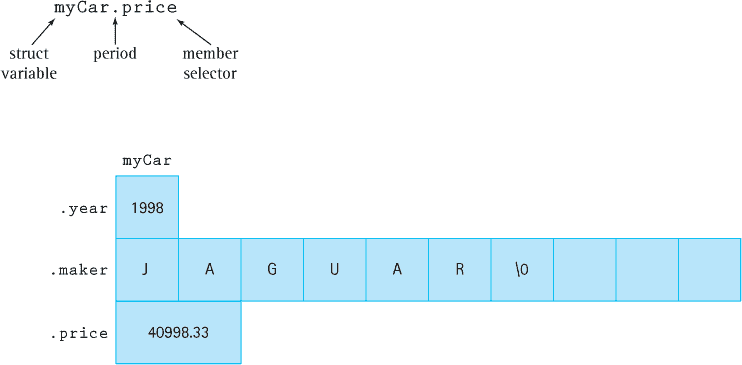 myCar.price
struct variable
period
member selector
myCar
.year 1998
.maker J A G U A R \0
.price 40998.33